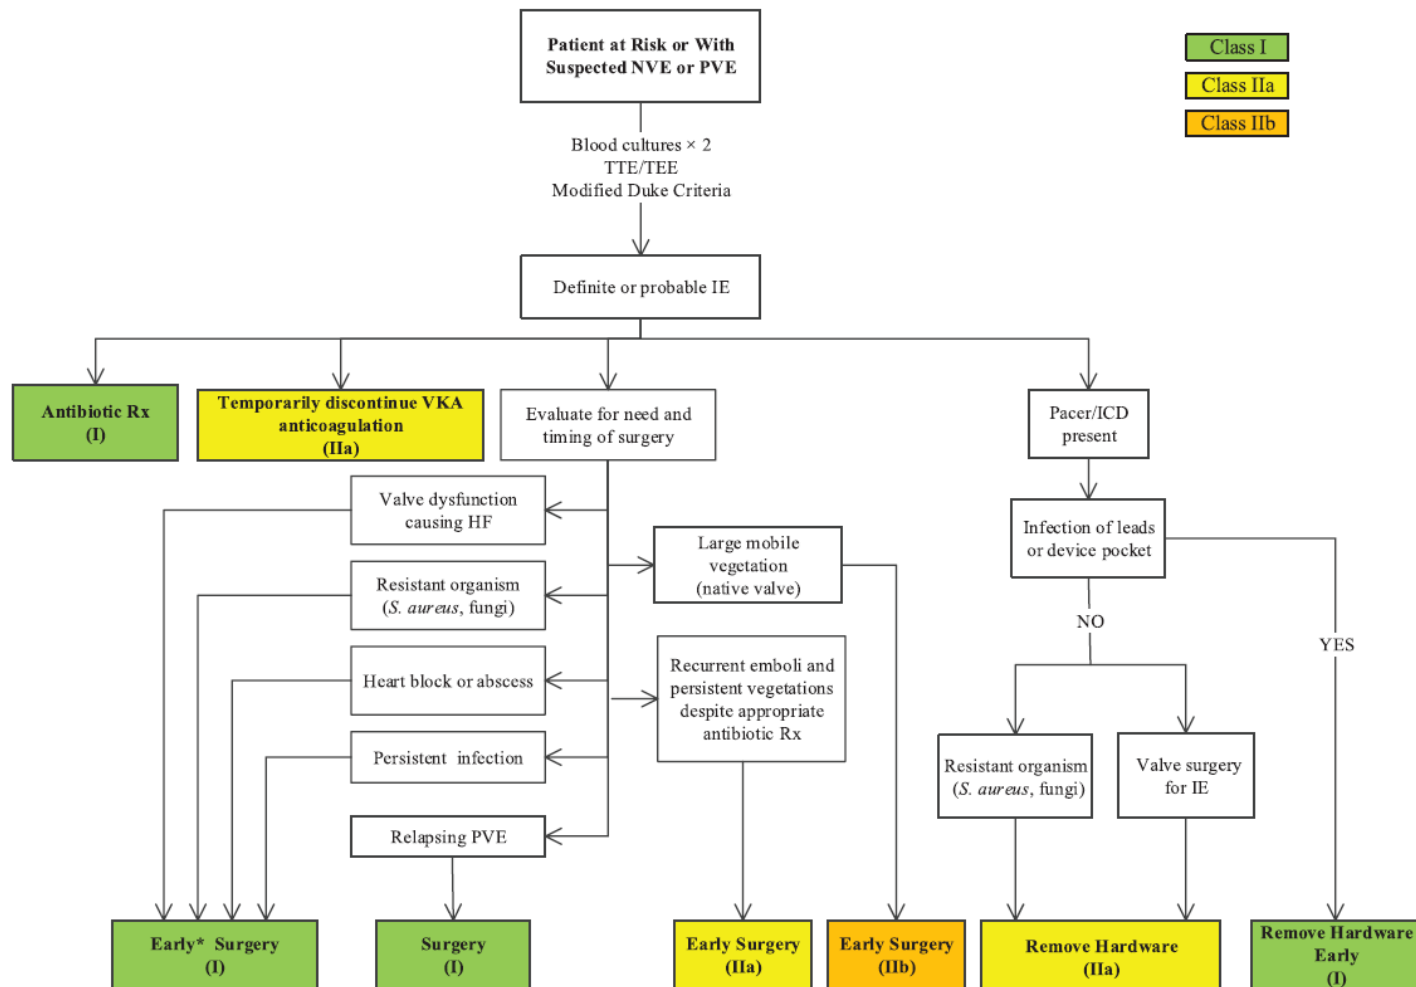 Patient at Risk or With
Suspected NVE or PVE
Class I
Class IIa
Class IIb
Blood cultures × 2
TTE/TEE
Modified Duke Criteria
Definite or probable IE
Antibiotic Rx
(I)
Temporarily discontinue VKA
anticoagulation
(IIa)
Evaluate for need and
timing of surgery
Pacer/ICD
present
Valve dysfunction
causing HF
Large mobile
vegetation
(native valve)
Infection of leads
or device pocket
Resistant organism
(S. aureus, fungi)
NO
YES
Heart block or abscess
Recurrent emboli and
persistent vegetations
despite appropriate
antibiotic Rx
Persistent infection
Resistant organism
(S. aureus, fungi)
Valve surgery
for IE
Relapsing PVE
Early* Surgery
(I)
Surgery
(I)
Early Surgery
(IIa)
Early Surgery
(IIb)
Remove Hardware
(IIa)
Remove Hardware
Early
(I)